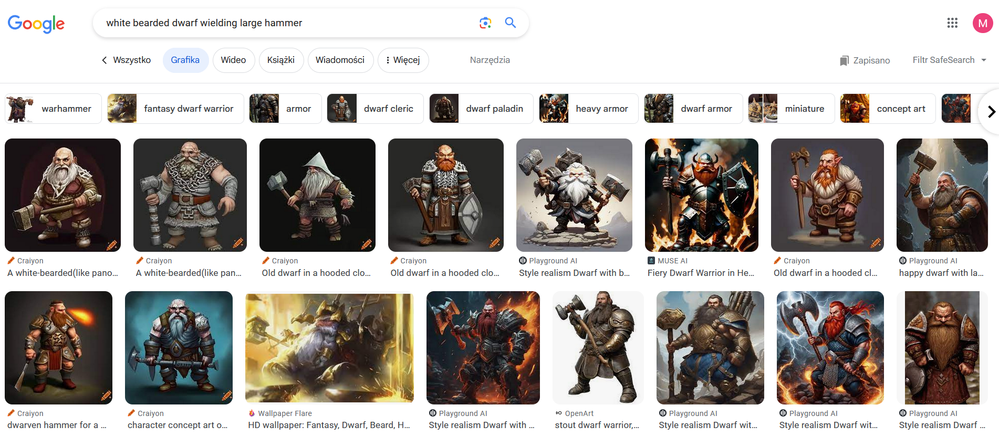 Google
white bearded dwarf wielding large hammer
M
Wszystko
Grafika
Wideo
Książki
Wiadomości
Więcej
Narzędzia
Zapisano
Filtr SafeSearch
warhammer
fantasy dwarf warrior
armor
dwarf cleric
dwarf paladin
heavy armor
dwarf armor
miniature
concept art
Craiyon
A white-bearded(like pano...
Craiyon
A white-bearded(like pan...
Craiyon
Old dwarf in a hooded clo...
Craiyon
Old dwarf in a hooded clo...
Playground AI
Style realism Dwarf with b...
MUSE AI
Fiery Dwarf Warrior in He...
Craiyon
Old dwarf in a hooded cl...
Playground AI
happy dwarf with la...
Craiyon
dwarven hammer for a ...
Craiyon
character concept art o...
Wallpaper Flare
HD wallpaper: Fantasy, Dwarf, Beard, H...
Playground AI
Style realism Dwarf with ...
OpenArt
stout dwarf warrior,...
Playground AI
Style realism Dwarf wit...
Playground AI
Style realism Dwarf wit...
Playground AI
Style realism Dwarf ...